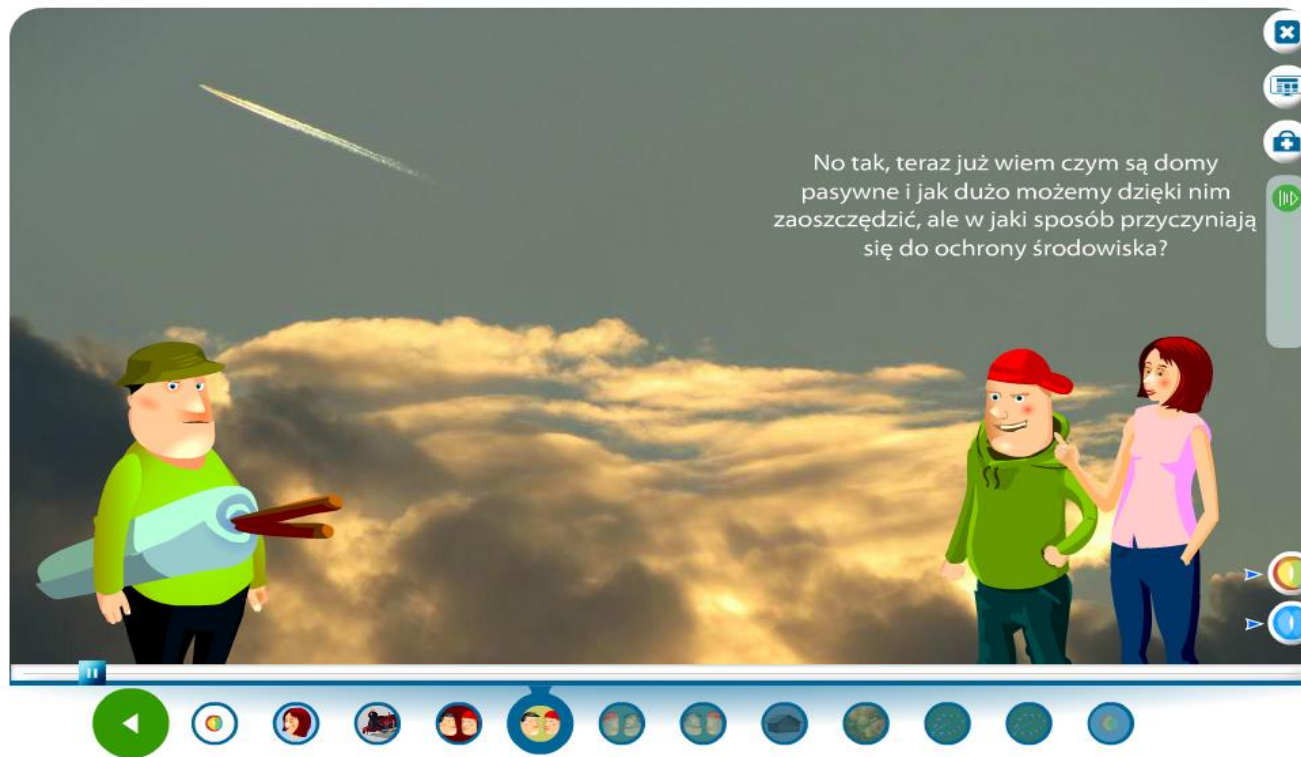 No tak, teraz już wiem czym są domy
pasywne i jak dużo możemy dzięki nim
zaoszczędzić, ale w jaki sposób przyczyniają
się do ochrony środowiska?